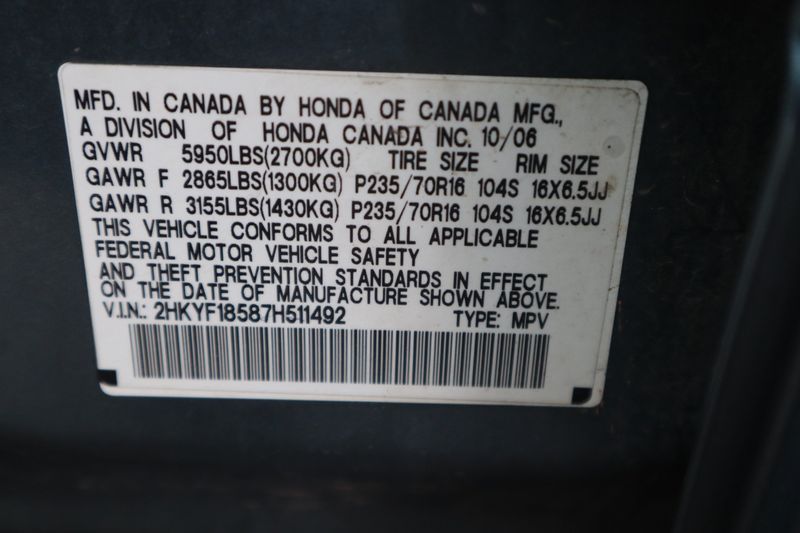 MFD. IN CANADA BY HONDA OF CANADA MFG.,
A DIVISION OF HONDA CANADA INC. 10/06
GVWR 5950LBS(2700KG) TIRE SIZE RIM SIZE
GAWR F 2865LBS(1300KG) P235/70R16 104S 16X6.5JJ
GAWR R 3155LBS(1430KG) P235/70R16 104S 16X6.5JJ
THIS VEHICLE CONFORMS TO ALL APPLICABLE
FEDERAL MOTOR VEHICLE SAFETY
AND THEFT PREVENTION STANDARDS IN EFFECT
ON THE DATE OF MANUFACTURE SHOWN ABOVE.
V.I.N.: 2HKYF18587H511492 TYPE: MPV